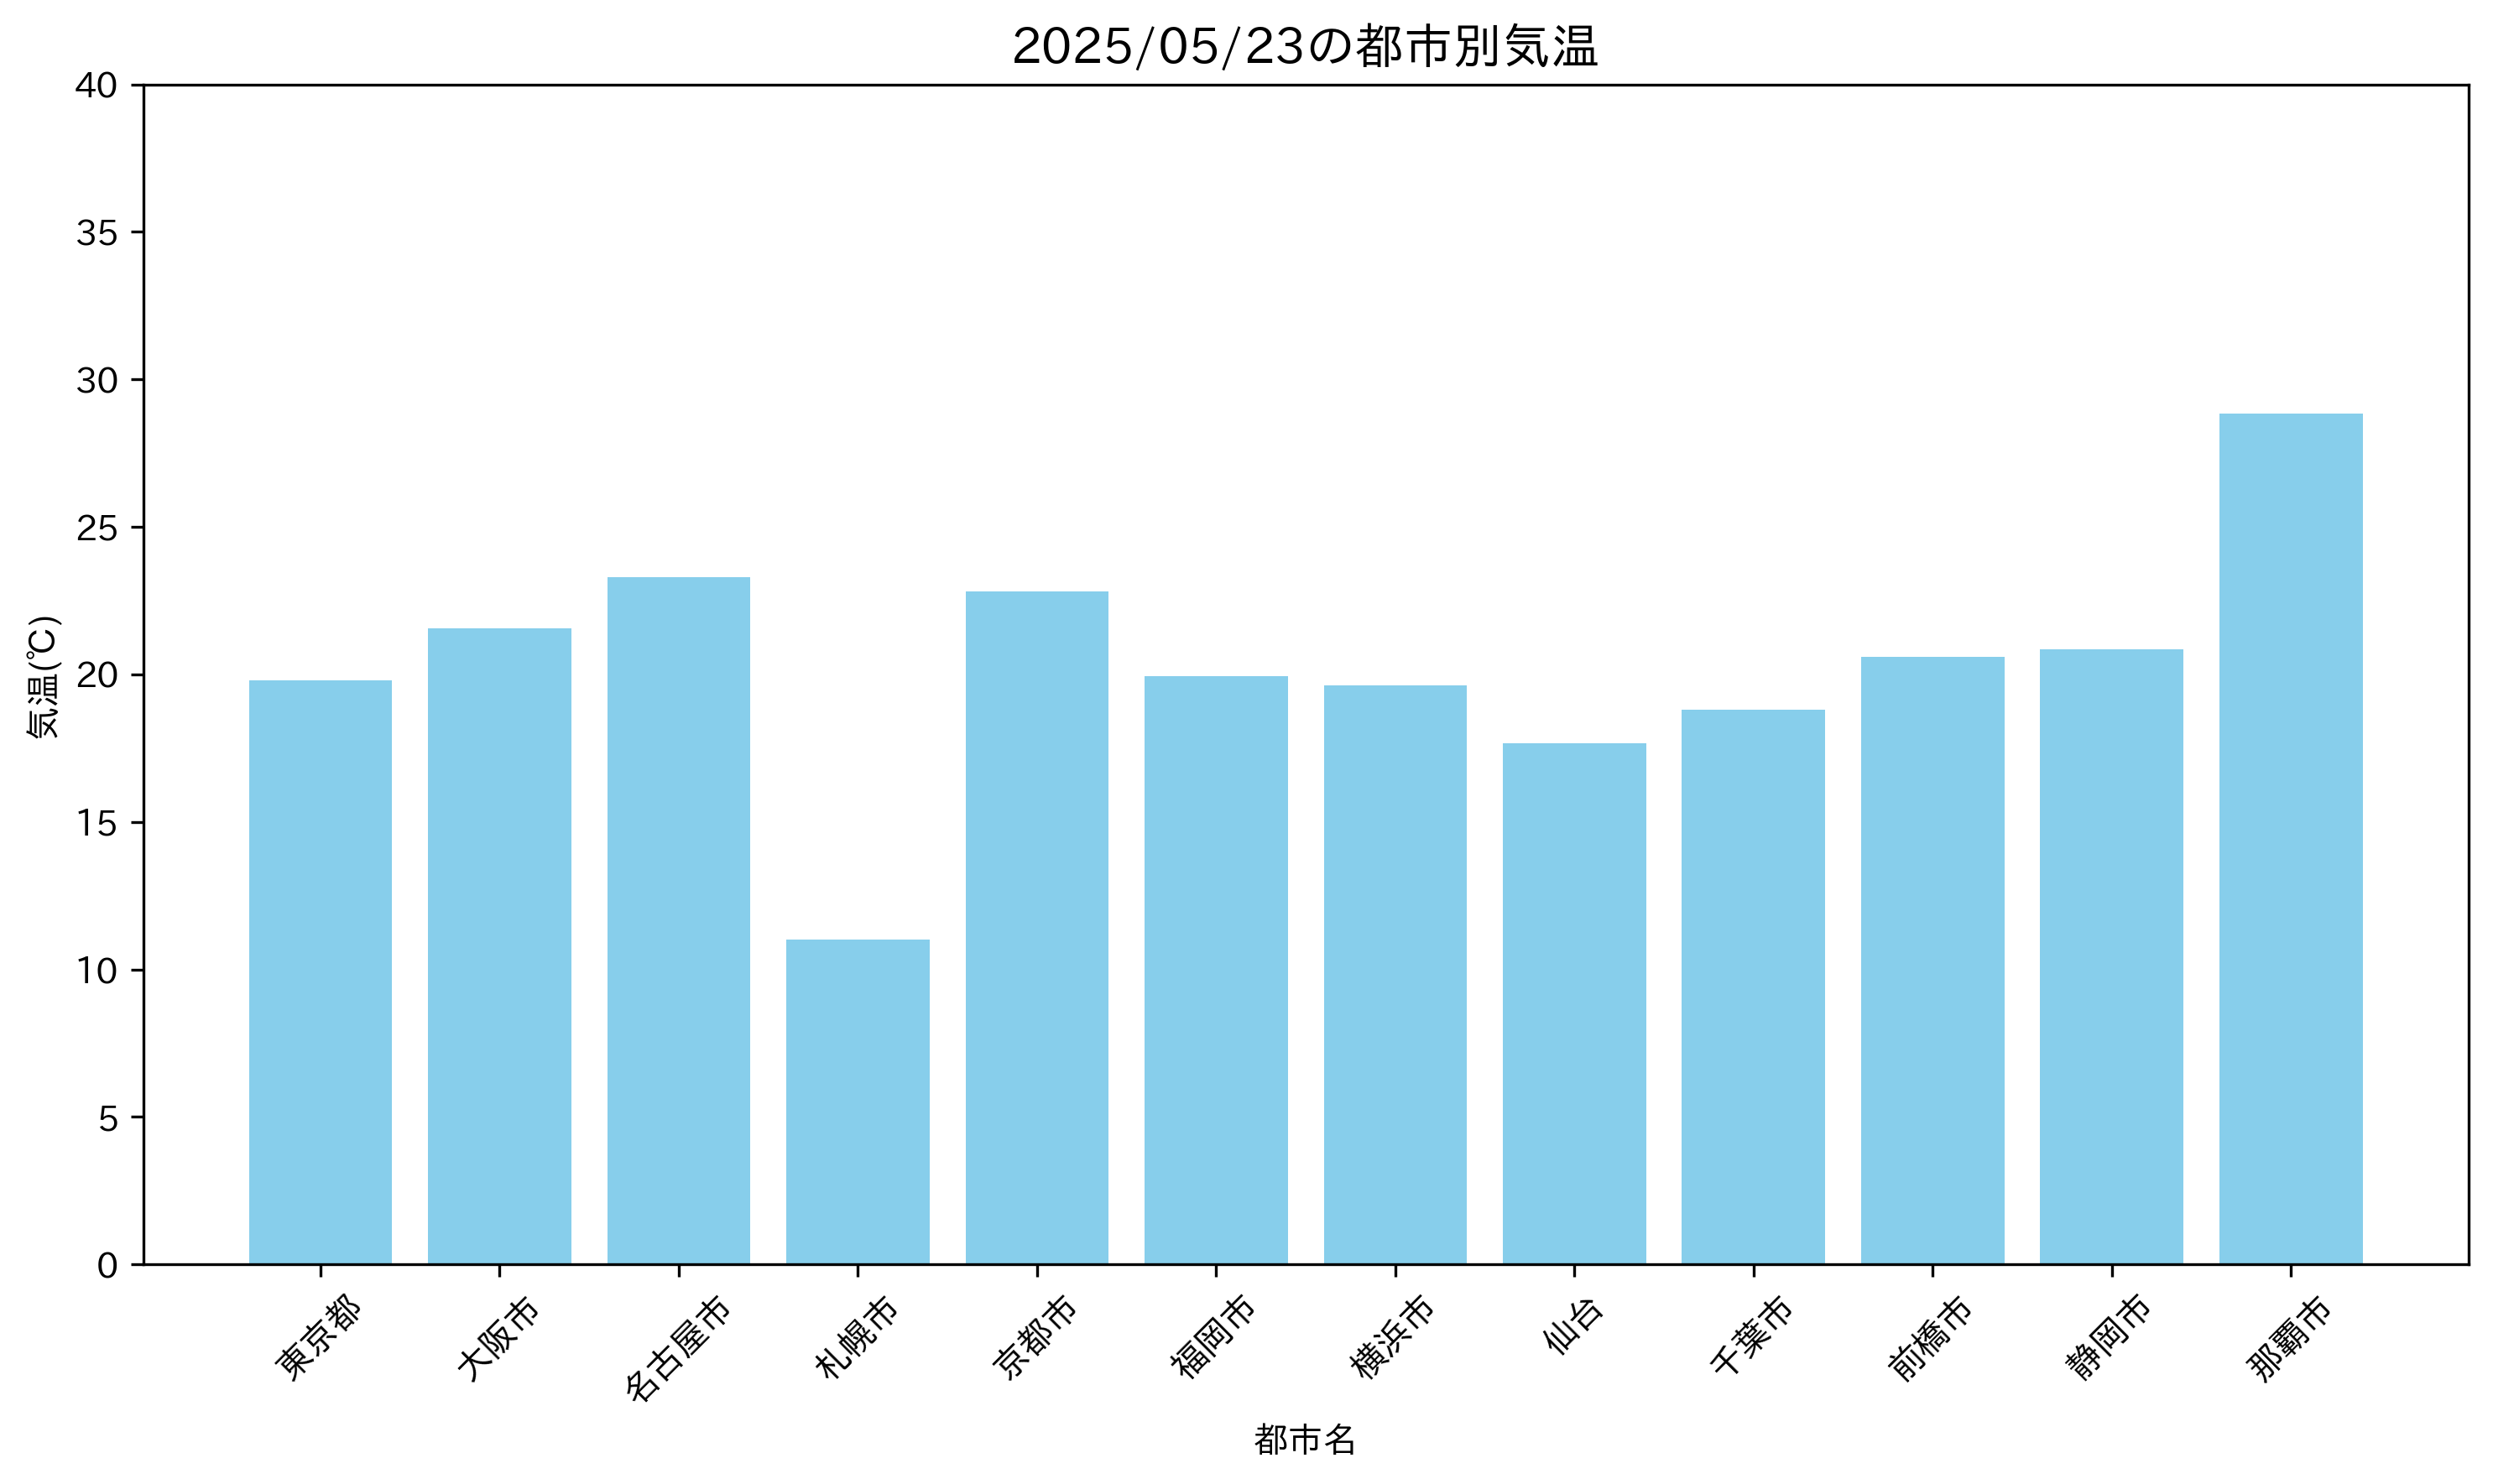 2025/05/23の都市別気温
気温(℃)
40
35
30
25
20
15
10
5
0
東京都
大阪市
名古屋市
札幌市
京都市
福岡市
横浜市
仙台
千葉市
前橋市
静岡市
那覇市
都市名